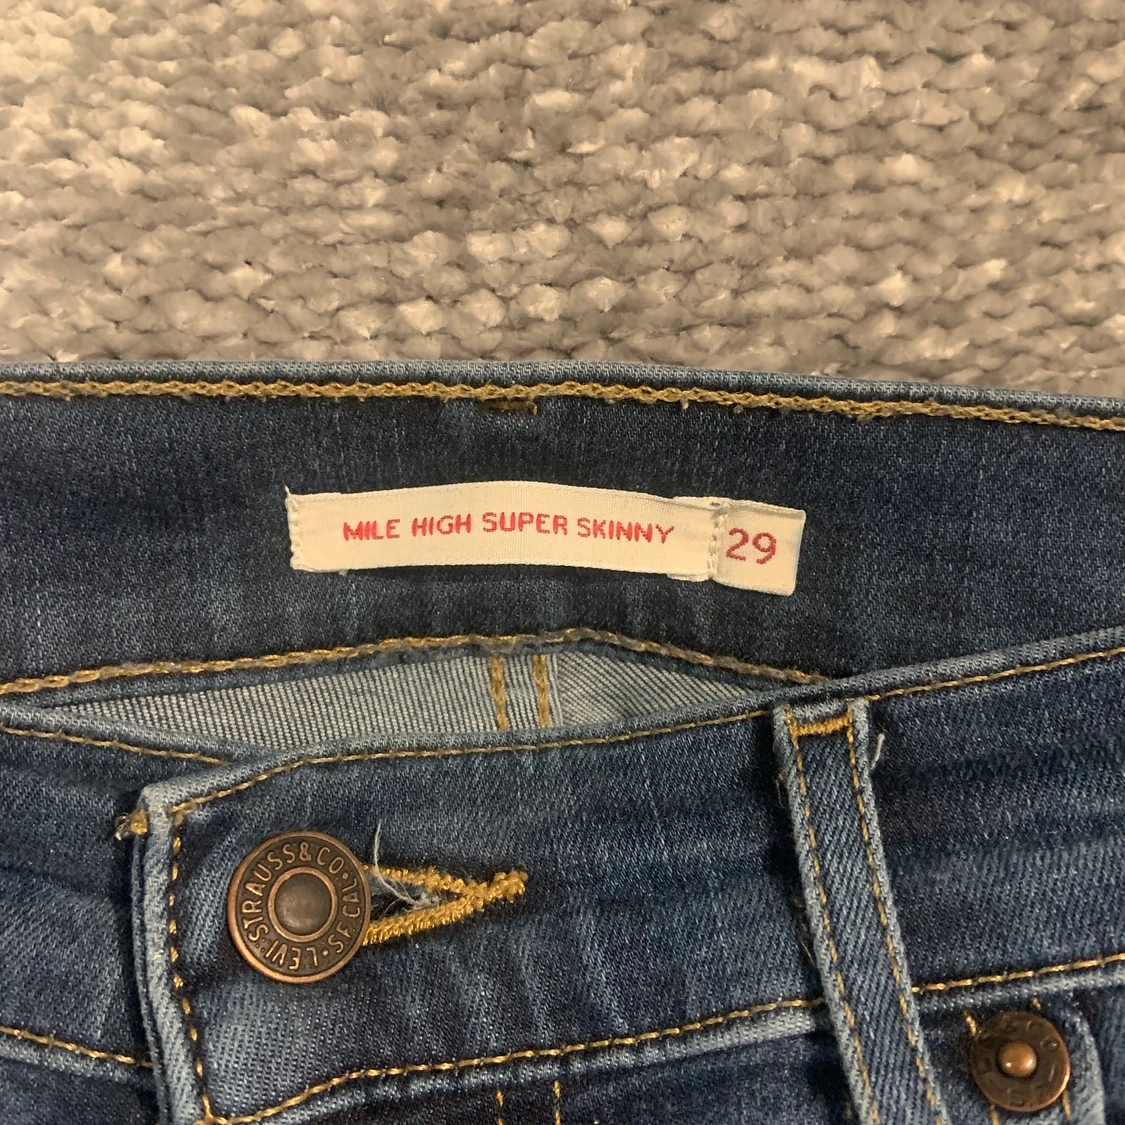 MILE HIGH SUPER SKINNY
29
LEVI STRAUSS & CO • S.F. CAL •